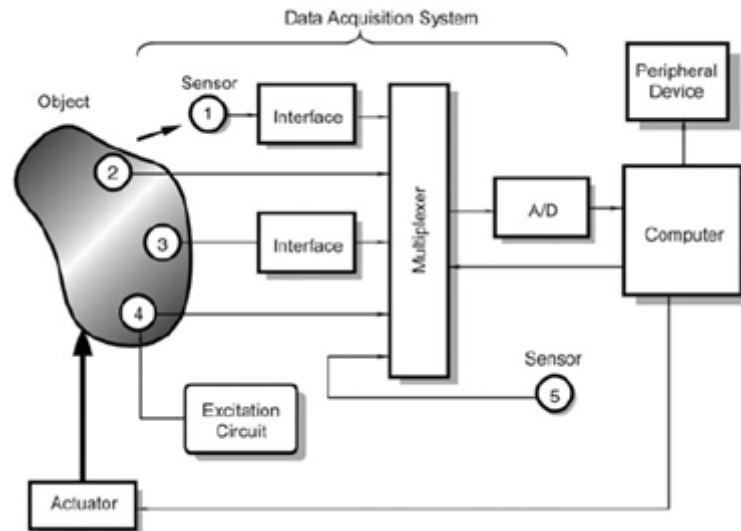 Data Acquisition System
Sensor
Object
1
Interface
Peripheral
Device
2
Multiplexer
A/D
Computer
3
Interface
4
Sensor
5
Excitation
Circuit
Actuator